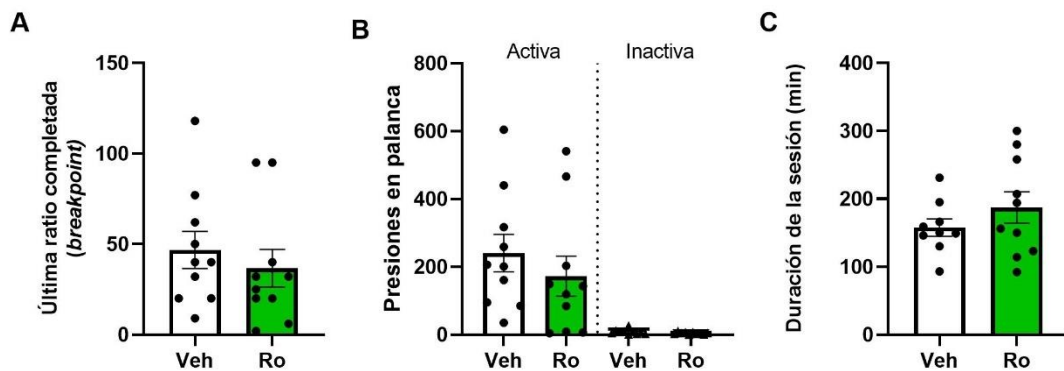 A
Última ratio completada
(breakpoint)
150
100
50
0
Veh Ro
B
Presiones en palanca
Activa Inactiva
800
600
400
200
0
Veh Ro Veh Ro
C
Duración de la sesión (min)
400
300
200
100
0
Veh Ro